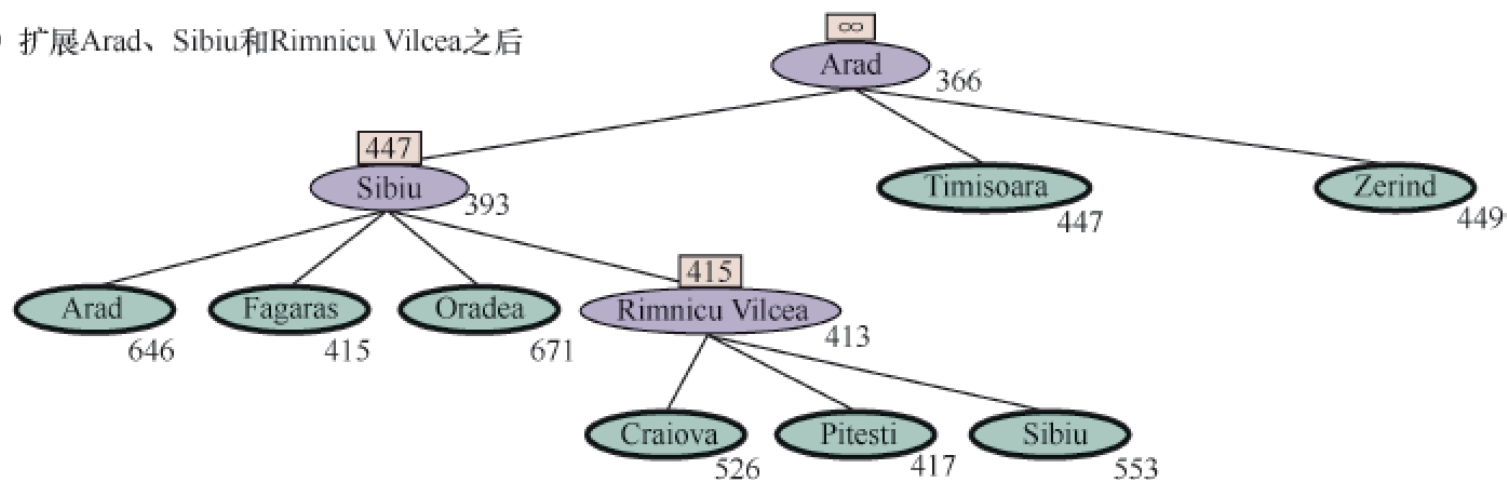 扩展Arad、Sibiu和Rimnicu Vilcea之后
∞
Arad
366
447
Sibiu
393
Timisoara
447
Zerind
449
Arad
646
Fagaras
415
Oradea
671
415
Rimnicu Vilcea
413
Craiova
526
Pitesti
417
Sibiu
553